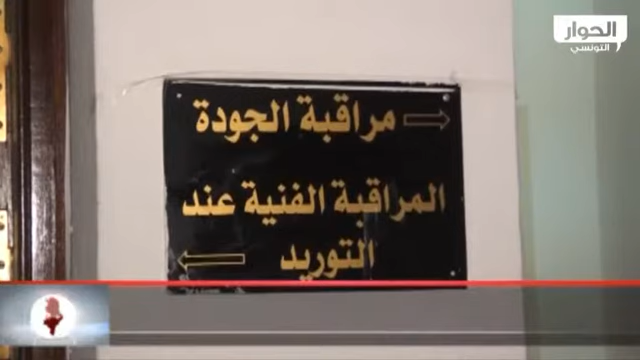 الحوار
التونسي
مراقبة الجودة
المراقبة الفنية عند
التوريد